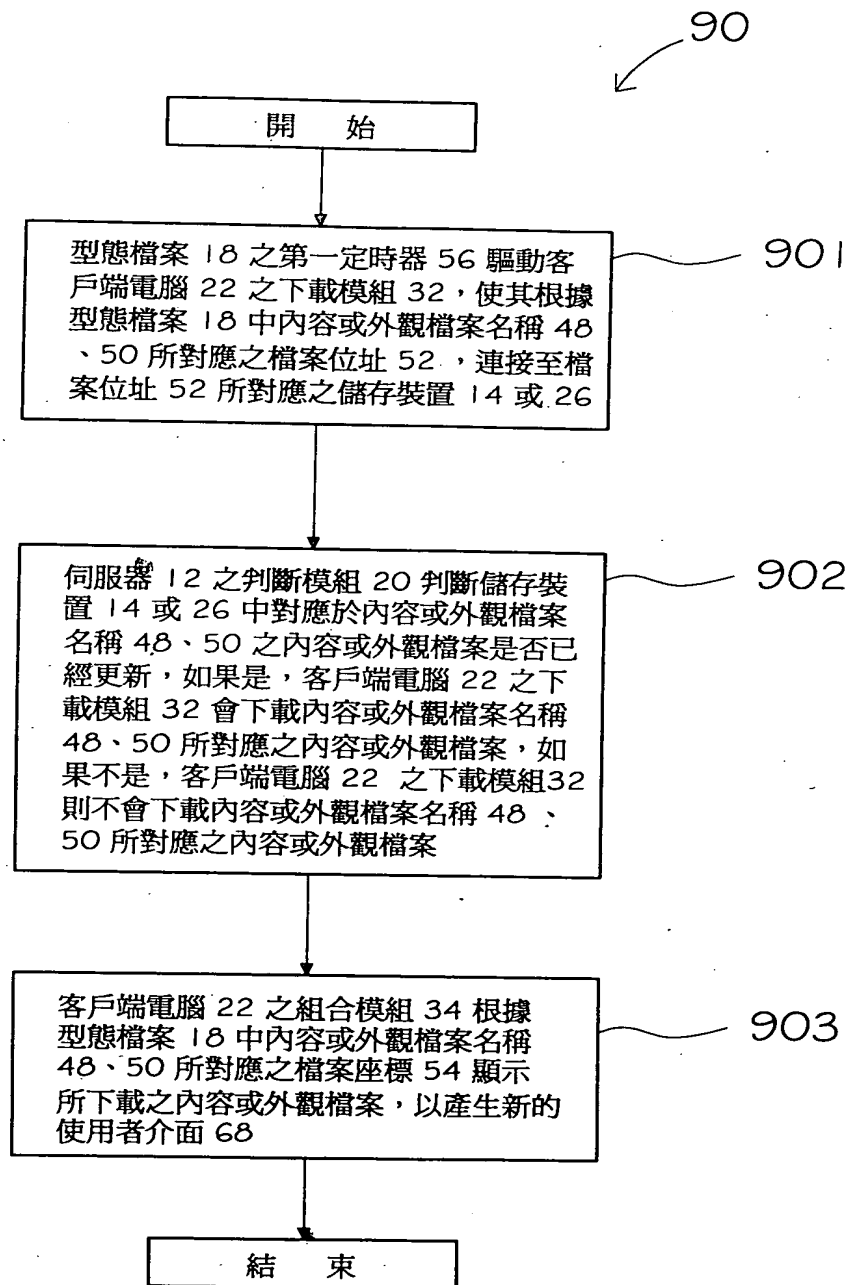 90
開 始
型態檔案 18 之第一定時器 56 驅動客
戶端電腦 22 之下載模組 32，使其根據
型態檔案 18 中內容或外觀檔案名稱 48
、50 所對應之檔案位址 52 ，連接至檔
案位址 52 所對應之儲存裝置 14 或 26
901
伺服器 12 之判斷模組 20 判斷儲存裝
置 14 或 26 中對應於內容或外觀檔案
名稱 48、50 之內容或外觀檔案是否已
經更新，如果是，客戶端電腦 22 之下
載模組 32 會下載內容或外觀檔案名稱
48、50 所對應之內容或外觀檔案，如
果不是，客戶端電腦 22 之下載模組32
則不會下載內容或外觀檔案名稱 48 、
50 所對應之內容或外觀檔案
902
客戶端電腦 22 之組合模組 34 根據
型態檔案 18 中內容或外觀檔案名稱
48、50 所對應之檔案座標 54 顯示
所下載之內容或外觀檔案，以產生新的
使用者介面 68
903
結 束